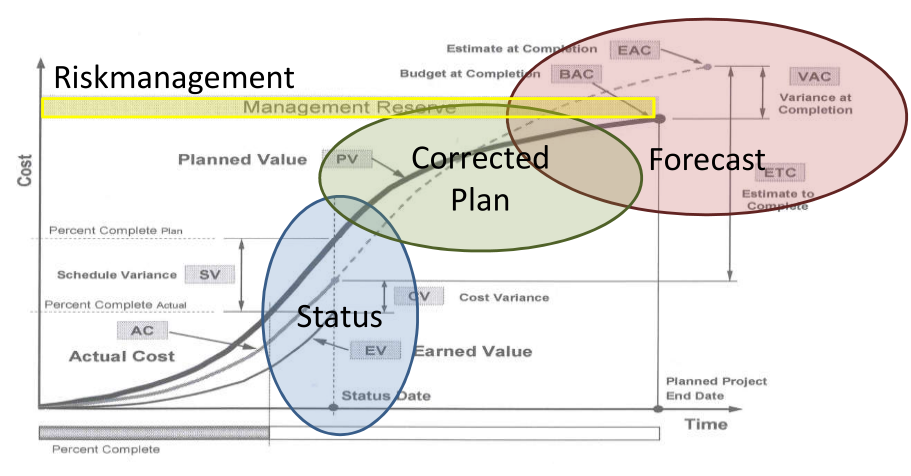 Estimate at Completion EAC
Riskmanagement
Budget at Completion BAC
VAC
Variance at
Completion
Management Reserve
Cost
Planned Value PV
Corrected
Plan
Forecast
ETC
Estimate to
Complete
Percent Complete Plan
Schedule Variance SV
Percent Complete Actual
CV Cost Variance
Status
AC
Actual Cost
EV Earned Value
Status Date
Planned Project
End Date
Time
Percent Complete